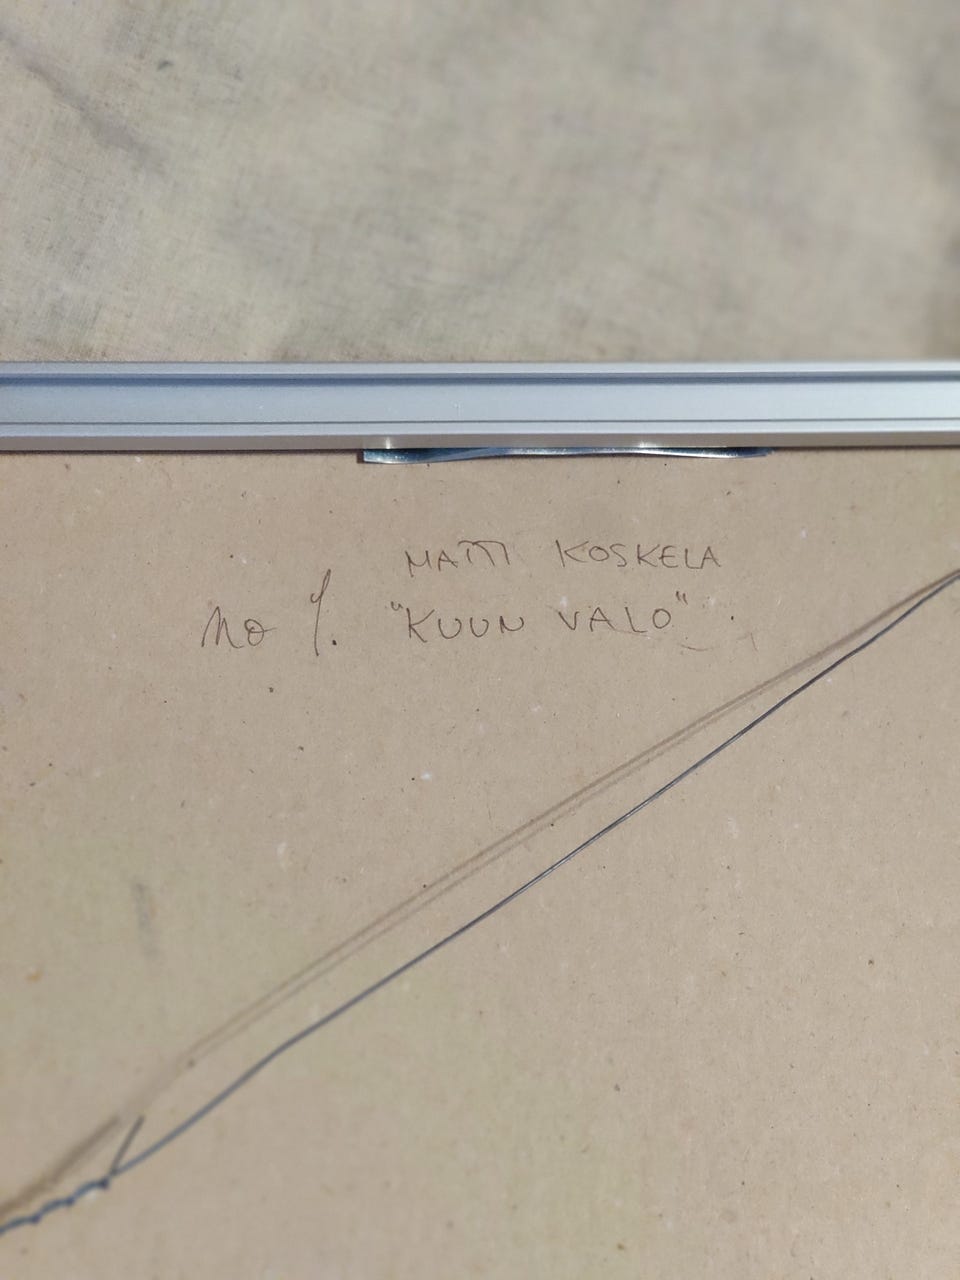 MATTI KOSKELA
no 1. "KUUN VALO".